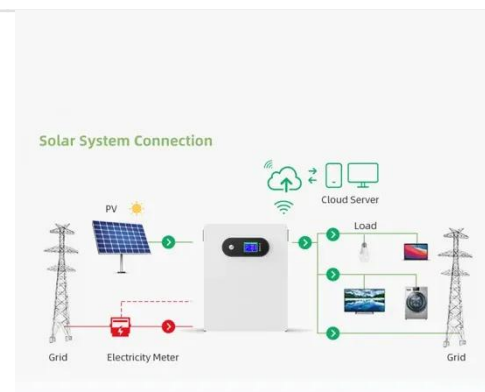 Solar System Connection
Cloud Server
PV
Load
Grid
Electricity Meter
Grid